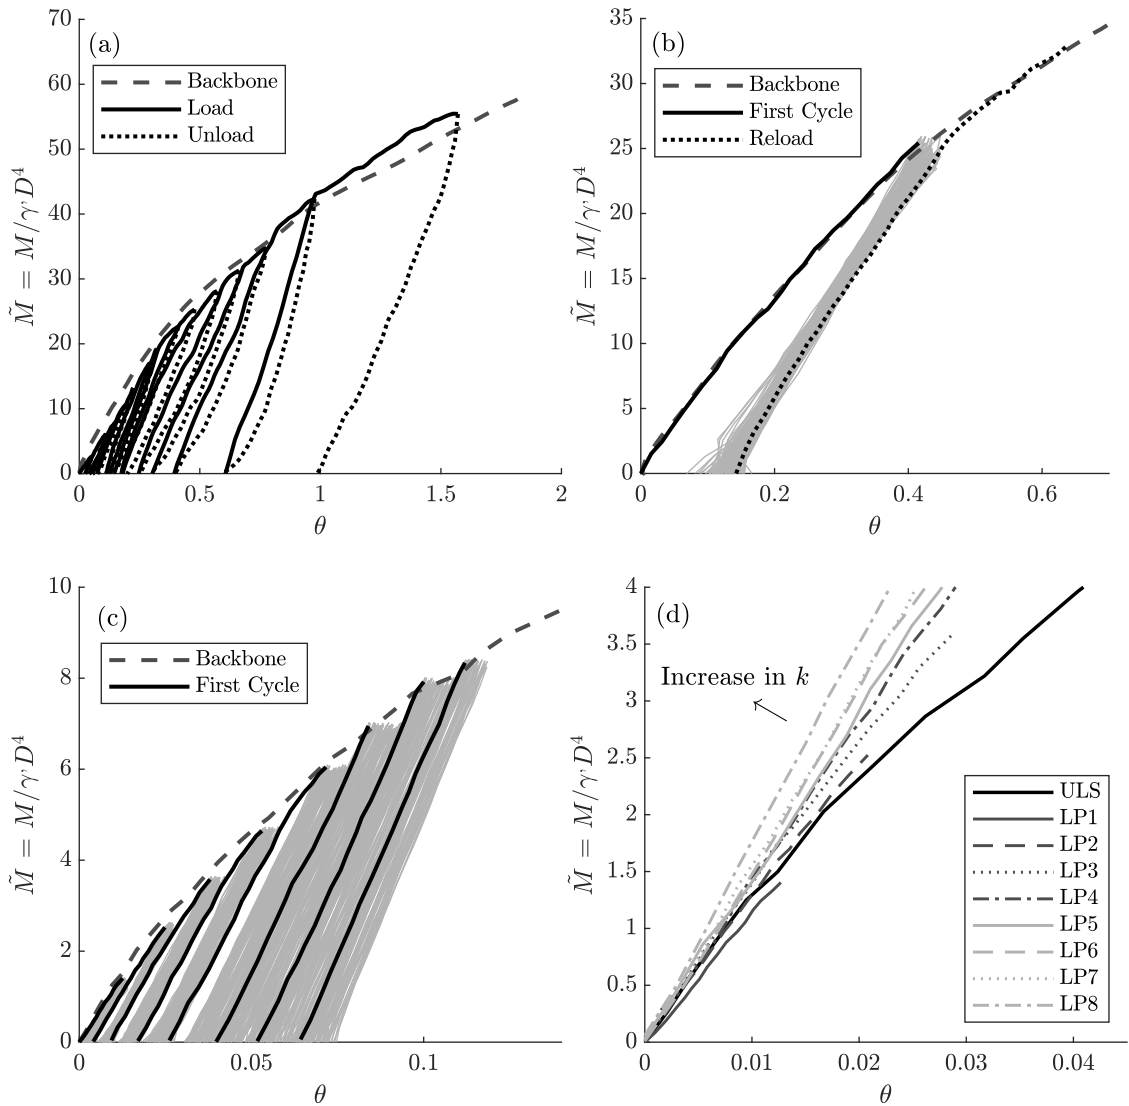 (a)
Backbone
Load
Unload
70
60
50
40
30
20
10
0
0 0.5 1 1.5 2
M̃ = M/γ'D⁴
θ
(b)
Backbone
First Cycle
Reload
35
30
25
20
15
10
5
0
0 0.2 0.4 0.6
M̃ = M/γ'D⁴
θ
(c)
Backbone
First Cycle
10
8
6
4
2
0
0 0.05 0.1
M̃ = M/γ'D⁴
θ
(d)
Increase in k
4
3.5
3
2.5
2
1.5
1
0.5
0
0 0.01 0.02 0.03 0.04
M̃ = M/γ'D⁴
θ
ULS
LP1
LP2
LP3
LP4
LP5
LP6
LP7
LP8